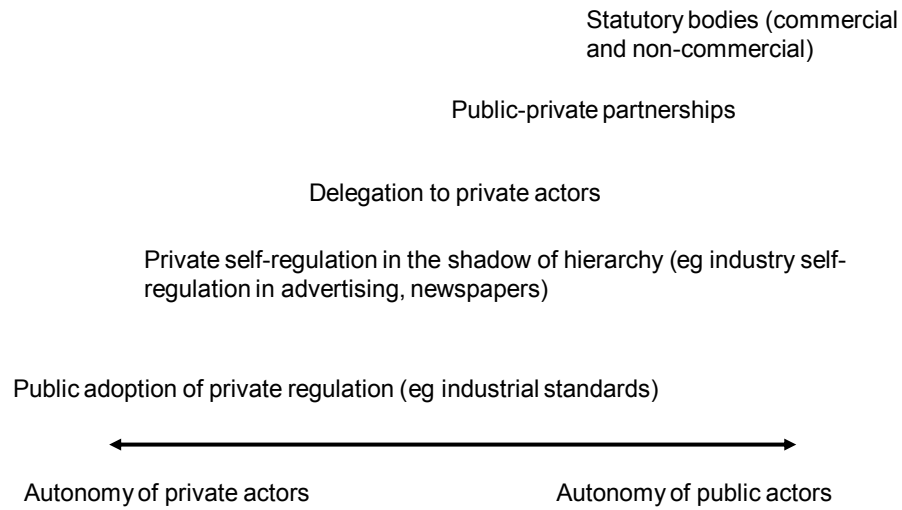 Statutory bodies (commercial
and non-commercial)
Public-private partnerships
Delegation to private actors
Private self-regulation in the shadow of hierarchy (eg industry self-
regulation in advertising, newspapers)
Public adoption of private regulation (eg industrial standards)
Autonomy of private actors
Autonomy of public actors